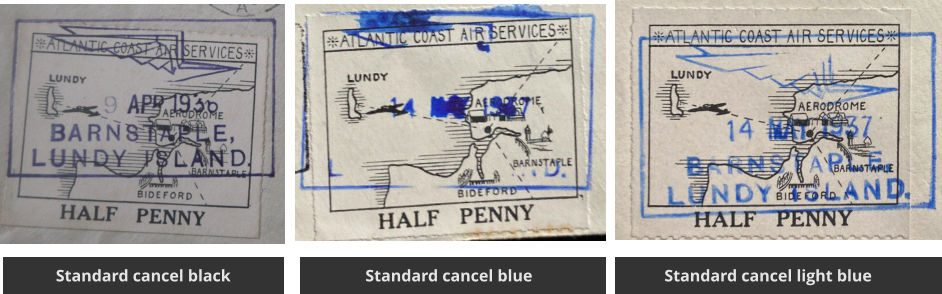 ※ATLANTIC COAST AIR SERVICES※
LUNDY
9 APR 1936
AERODROME
BARNSTAPLE,
LUNDY ISLAND.
BARNSTAPLE
BIDEFORD
HALF PENNY
Standard cancel black
※ATLANTIC COAST AIR SERVICES※
LUNDY
14
AERODROME
BARNSTAPLE
L D.
BIDEFORD
HALF PENNY
Standard cancel blue
※ATLANTIC COAST AIR SERVICES※
LUNDY
AERODROME
14 MAY 1937
BARNSTAPLE
BARNSTAPLE,
BIDEFORD
LUNDY ISLAND.
HALF PENNY
Standard cancel light blue